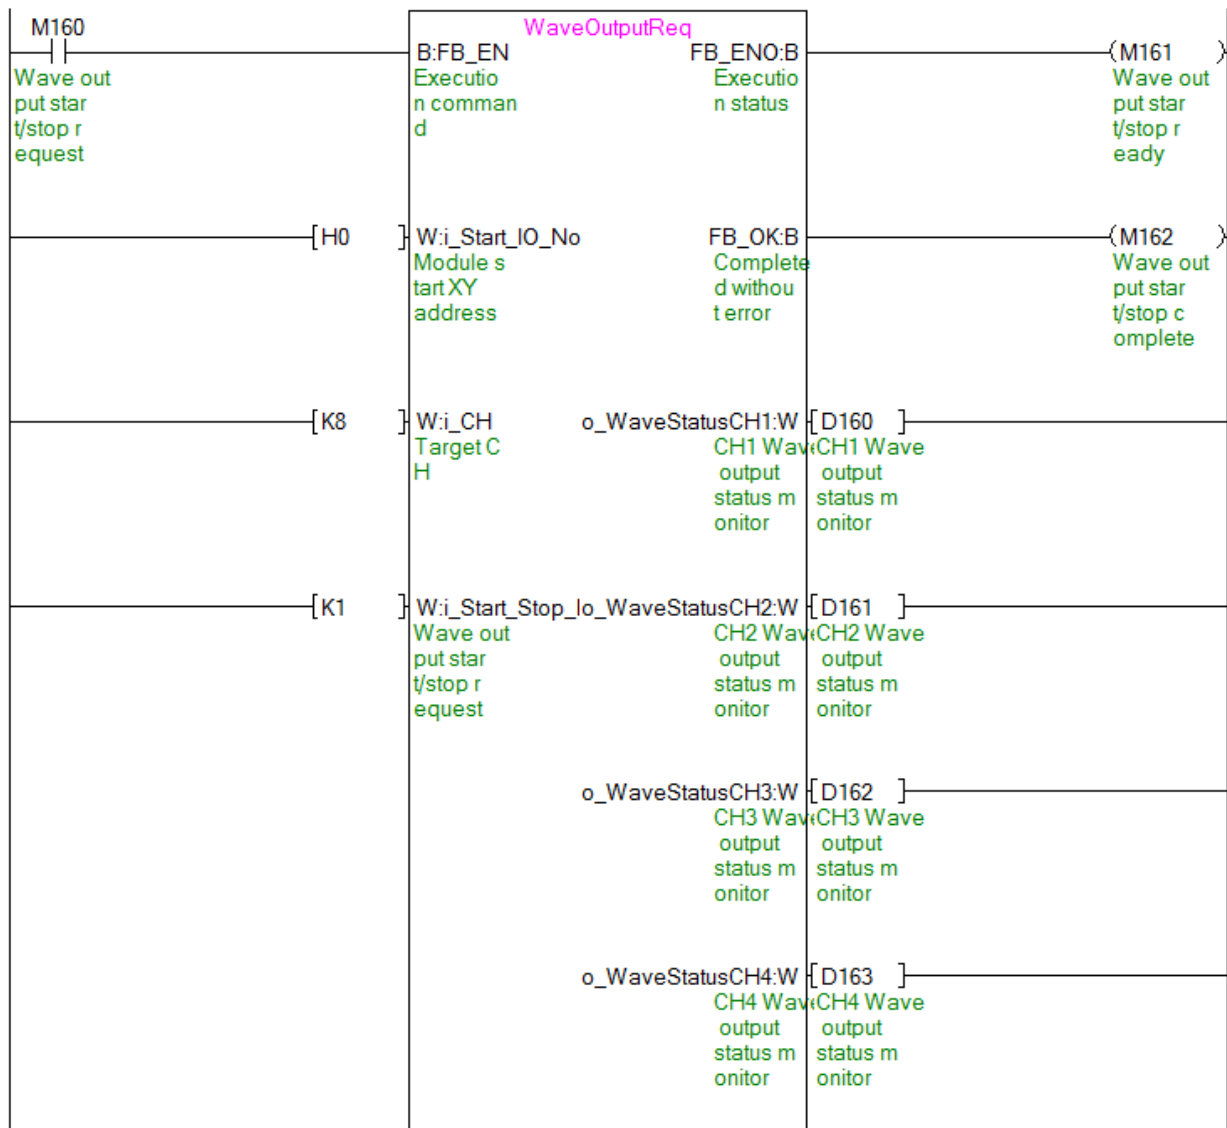 WaveOutputReq
M160
B:FB_EN FB_ENO:B M161
Wave out Executio Executio Wave out
put star n comman n status put star
t/stop r d t/stop r
equest eady
H0 W:i_Start_IO_No FB_OK:B M162
Module s Complete Wave out
tart XY d withou put star
address t error t/stop c
omplete
K8 W:i_CH o_WaveStatusCH1:W D160
Target C CH1 Wav CH1 Wave
H output output
status m status m
onitor onitor
K1 W:i_Start_Stop_ o_WaveStatusCH2:W D161
Wave out CH2 Wav CH2 Wave
put star output output
t/stop r status m status m
equest onitor onitor
o_WaveStatusCH3:W D162
CH3 Wav CH3 Wave
output output
status m status m
onitor onitor
o_WaveStatusCH4:W D163
CH4 Wav CH4 Wave
output output
status m status m
onitor onitor